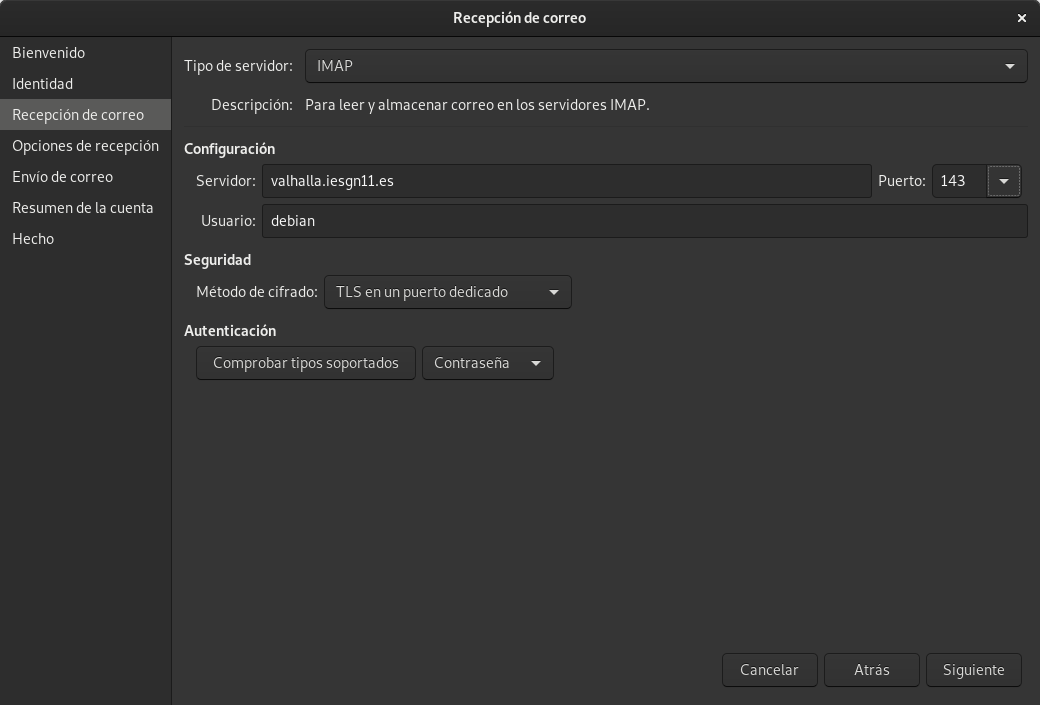 Recepción de correo
Bienvenido
Identidad
Recepción de correo
Opciones de recepción
Envío de correo
Resumen de la cuenta
Hecho
Tipo de servidor: IMAP
Descripción: Para leer y almacenar correo en los servidores IMAP.
Configuración
Servidor: valhalla.iesgn11.es Puerto: 143
Usuario: debian
Seguridad
Método de cifrado: TLS en un puerto dedicado
Autenticación
Comprobar tipos soportados Contraseña
Cancelar Atrás Siguiente